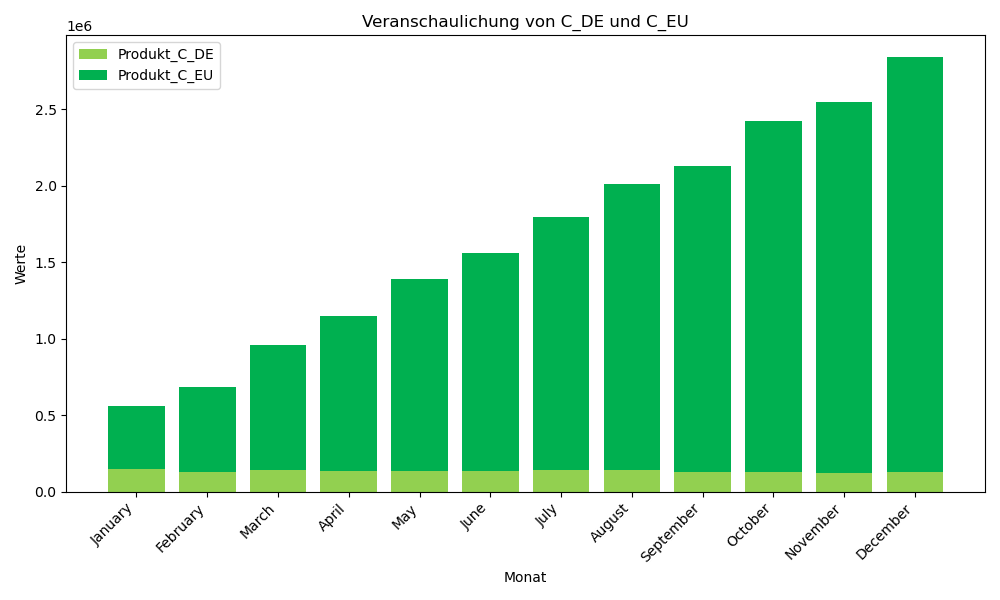 Veranschaulichung von C_DE und C_EU
1e6
Produkt_C_DE
Produkt_C_EU
2.5
2.0
1.5
1.0
0.5
0.0
Werte
January
February
March
April
May
June
July
August
September
October
November
December
Monat